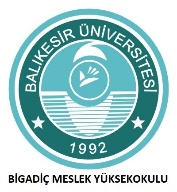 BALIKESİR ÜNİVERSİTESİ
1992
BİGADİÇ MESLEK YÜKSEKOKULU